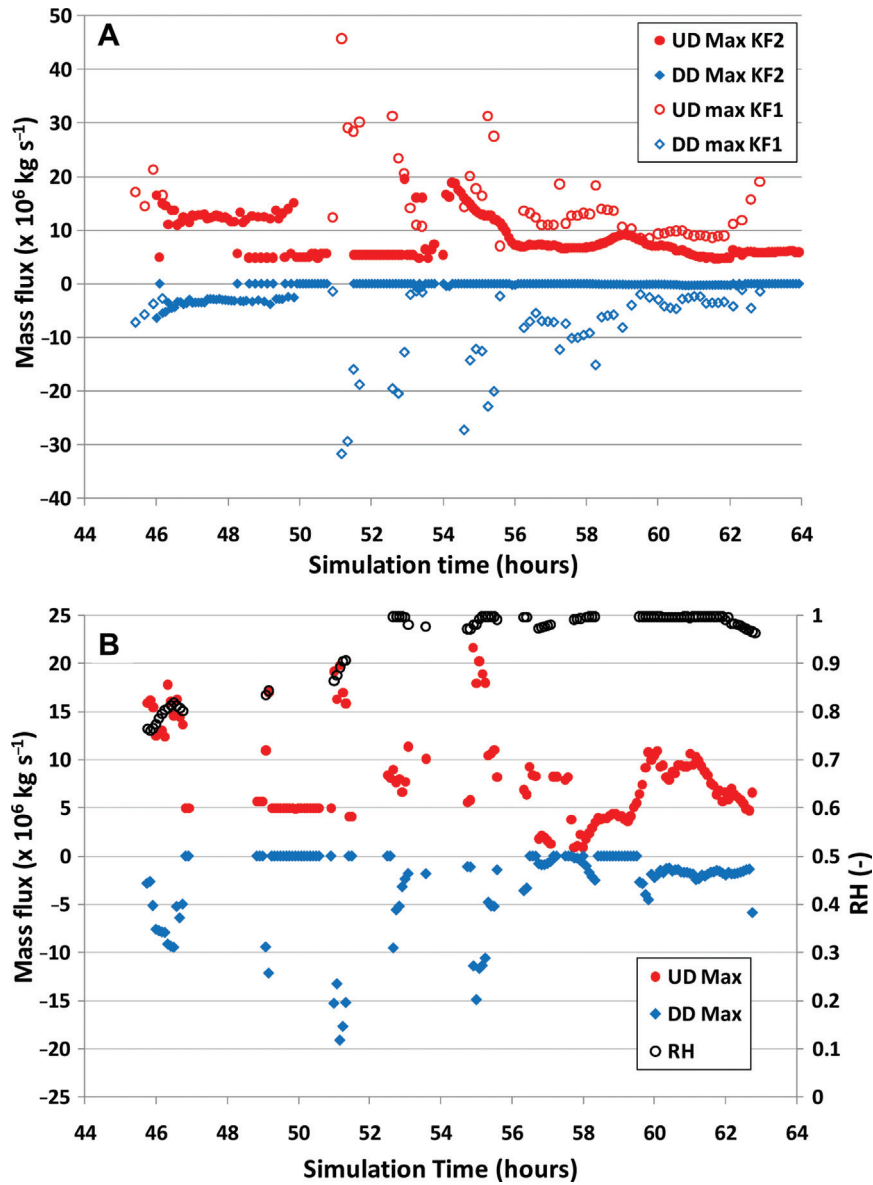 A
UD Max KF2
DD Max KF2
UD max KF1
DD max KF1
50
40
30
20
10
0
−10
−20
−30
−40
Mass flux (x 10⁶ kg s⁻¹)
44 46 48 50 52 54 56 58 60 62 64
Simulation time (hours)
B
25
20
15
10
5
0
−5
−10
−15
−20
−25
Mass flux (x 10⁶ kg s⁻¹)
1
0.9
0.8
0.7
0.6
0.5
0.4
0.3
0.2
0.1
0
RH (-)
UD Max
DD Max
RH
44 46 48 50 52 54 56 58 60 62 64
Simulation Time (hours)